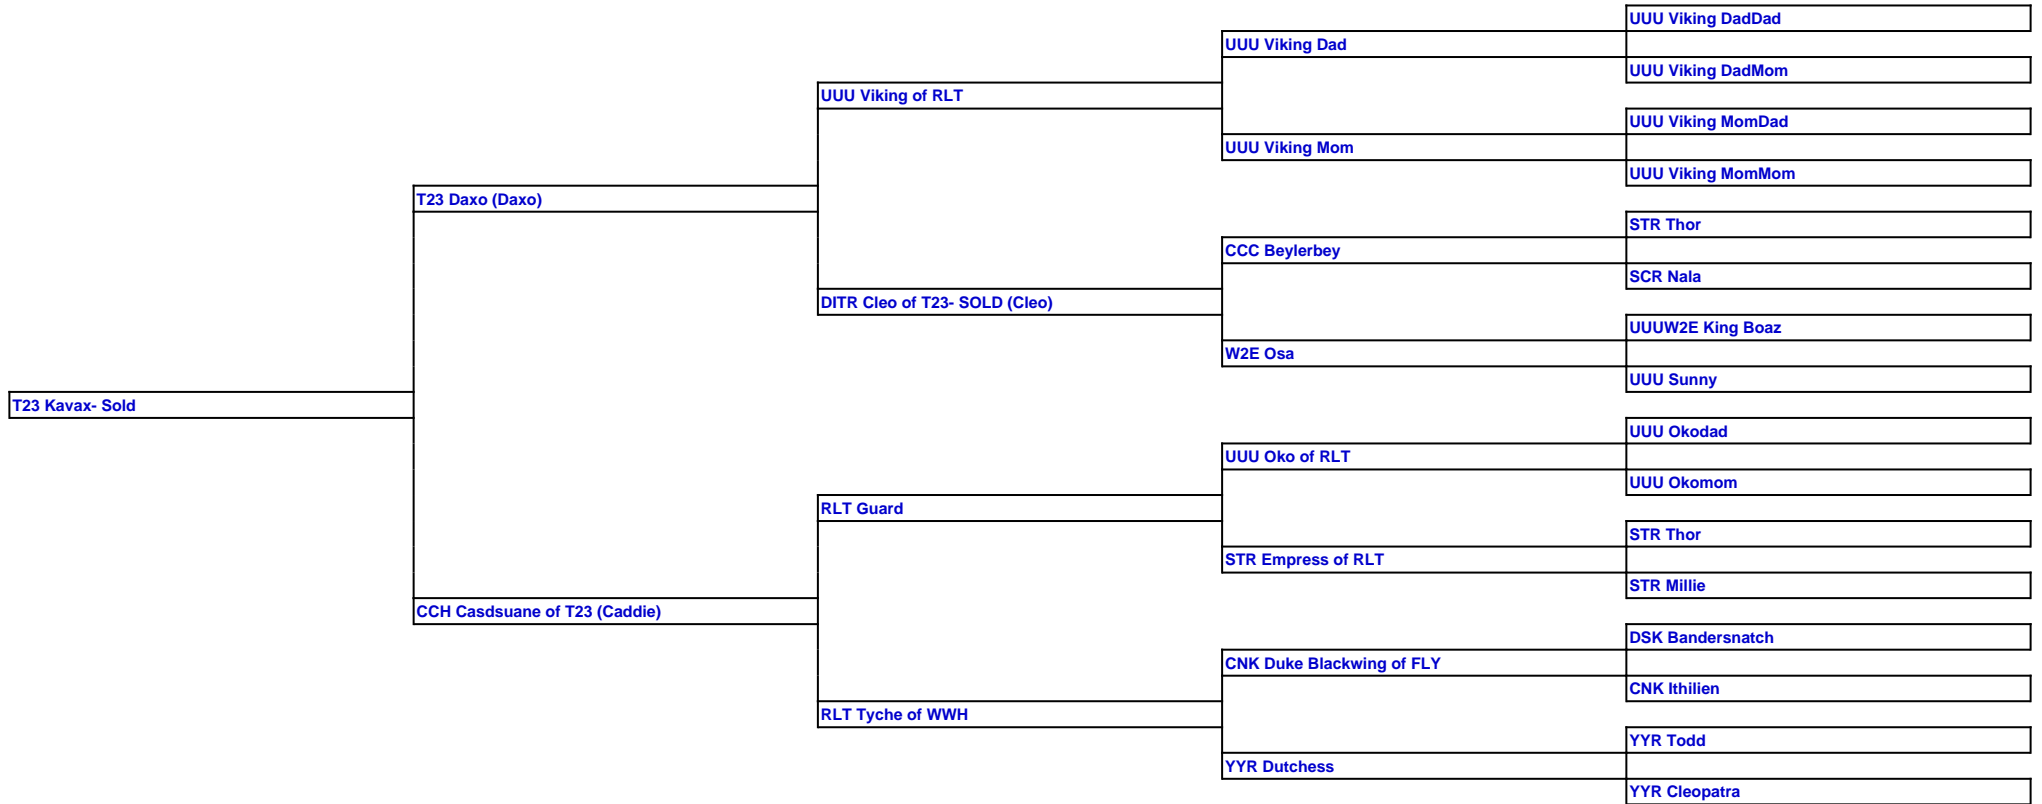 UUU Viking DadDad
UUU Viking Dad
UUU Viking DadMom
UUU Viking of RLT
UUU Viking MomDad
UUU Viking Mom
UUU Viking MomMom
T23 Daxo (Daxo)
STR Thor
CCC Beylerbey
SCR Nala
DITR Cleo of T23- SOLD (Cleo)
UUUW2E King Boaz
W2E Osa
UUU Sunny
T23 Kavax- Sold
UUU Okodad
UUU Oko of RLT
UUU Okomom
RLT Guard
STR Thor
STR Empress of RLT
STR Millie
CCH Casdsuane of T23 (Caddie)
DSK Bandersnatch
CNK Duke Blackwing of FLY
CNK Ithilien
RLT Tyche of WWH
YYR Todd
YYR Dutchess
YYR Cleopatra